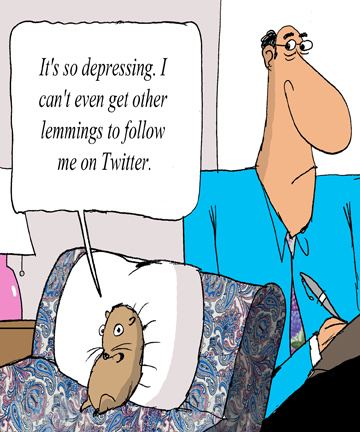 It's so depressing. I
can't even get other
lemmings to follow
me on Twitter.